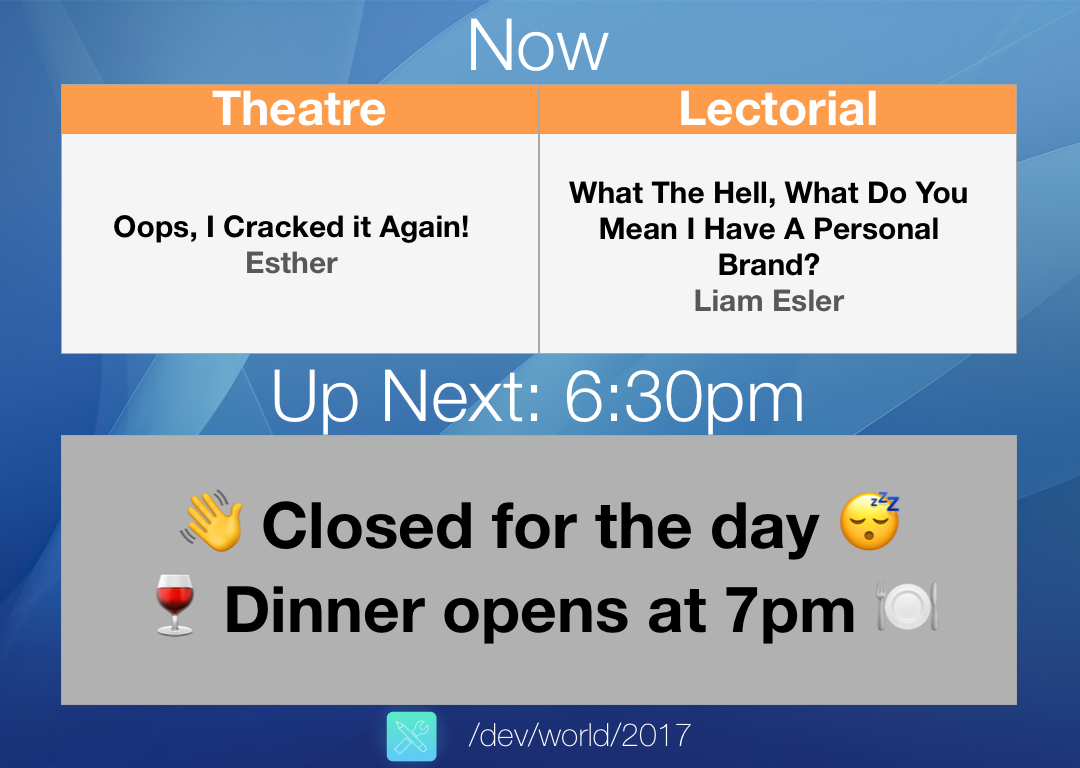 Now
Theatre
Lectorial
Oops, I Cracked it Again!
Esther
What The Hell, What Do You
Mean I Have A Personal
Brand?
Liam Esler
Up Next: 6:30pm
👋 Closed for the day 😴
🍷 Dinner opens at 7pm 🍽
/dev/world/2017